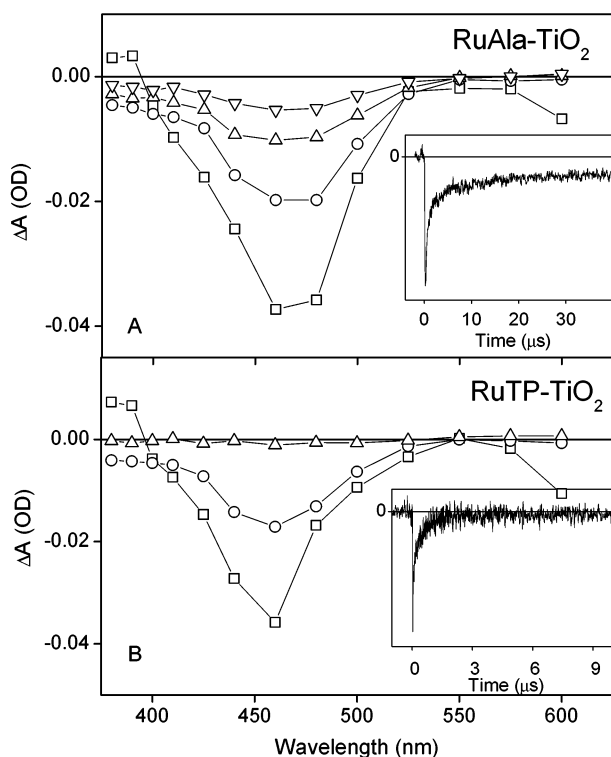 RuAla-TiO2
0.00
-0.02
-0.04
ΔA (OD)
A
0
0 10 20 30
Time (μs)
RuTP-TiO2
0.00
-0.02
-0.04
ΔA (OD)
B
0
0 3 6 9
Time (μs)
400 450 500 550 600
Wavelength (nm)